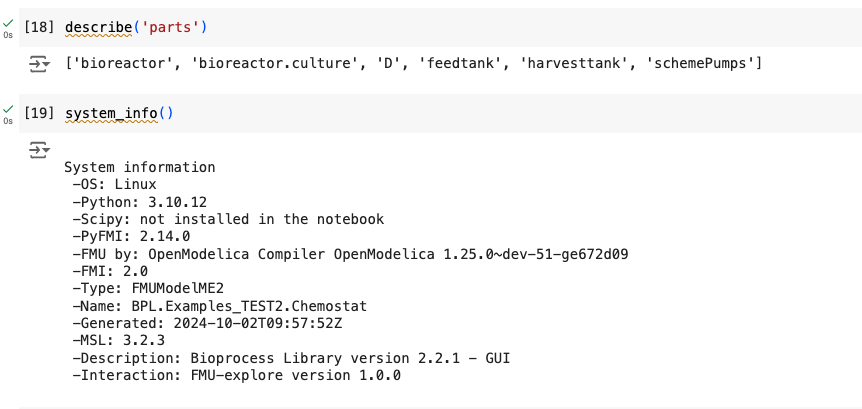 [18] describe('parts')
0s
['bioreactor', 'bioreactor.culture', 'D', 'feedtank', 'harvesttank', 'schemePumps']
[19] system_info()
0s
System information
-OS: Linux
-Python: 3.10.12
-Scipy: not installed in the notebook
-PyFMI: 2.14.0
-FMU by: OpenModelica Compiler OpenModelica 1.25.0~dev-51-ge672d09
-FMI: 2.0
-Type: FMUModelME2
-Name: BPL.Examples_TEST2.Chemostat
-Generated: 2024-10-02T09:57:52Z
-MSL: 3.2.3
-Description: Bioprocess Library version 2.2.1 - GUI
-Interaction: FMU-explore version 1.0.0